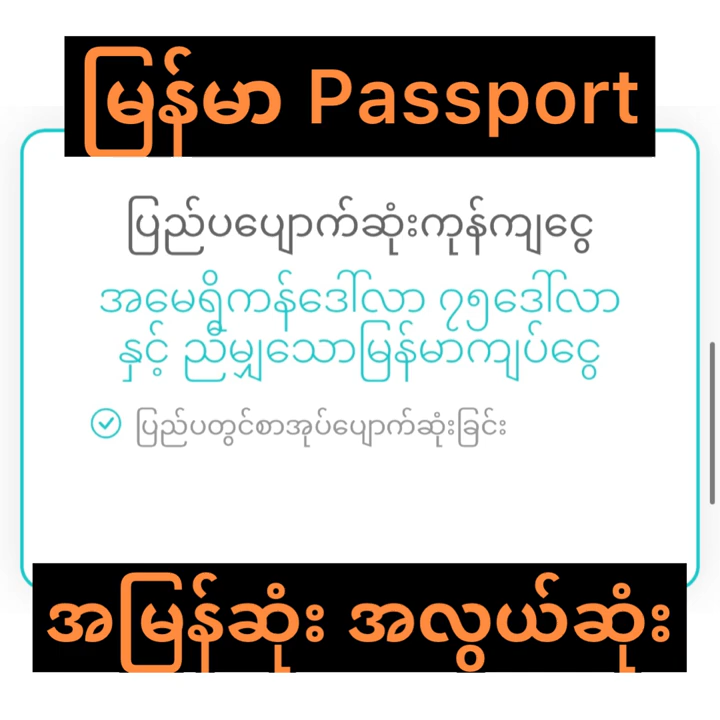 မြန်မာ Passport
ပြည်ပပျောက်ဆုံးကုန်ကျငွေ
အမေရိကန်ဒေါ်လာ ၇၅ဒေါ်လာ
နှင့် ညီမျှသောမြန်မာကျပ်ငွေ
ပြည်ပတွင်စာအုပ်ပျောက်ဆုံးခြင်း
အမြန်ဆုံး အလွယ်ဆုံး